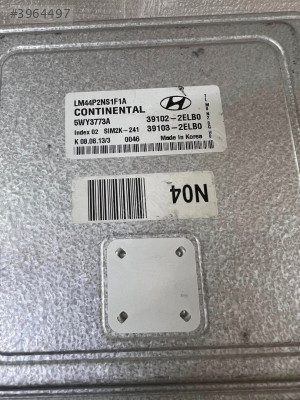 #3964497
LM44P2NS1F1A
CONTINENTAL
5WY3773A 39102-2ELB0
Index 02 SIM2K-241 39103-2ELB0
K 08.08.13/3 0046 Made in Korea
N04